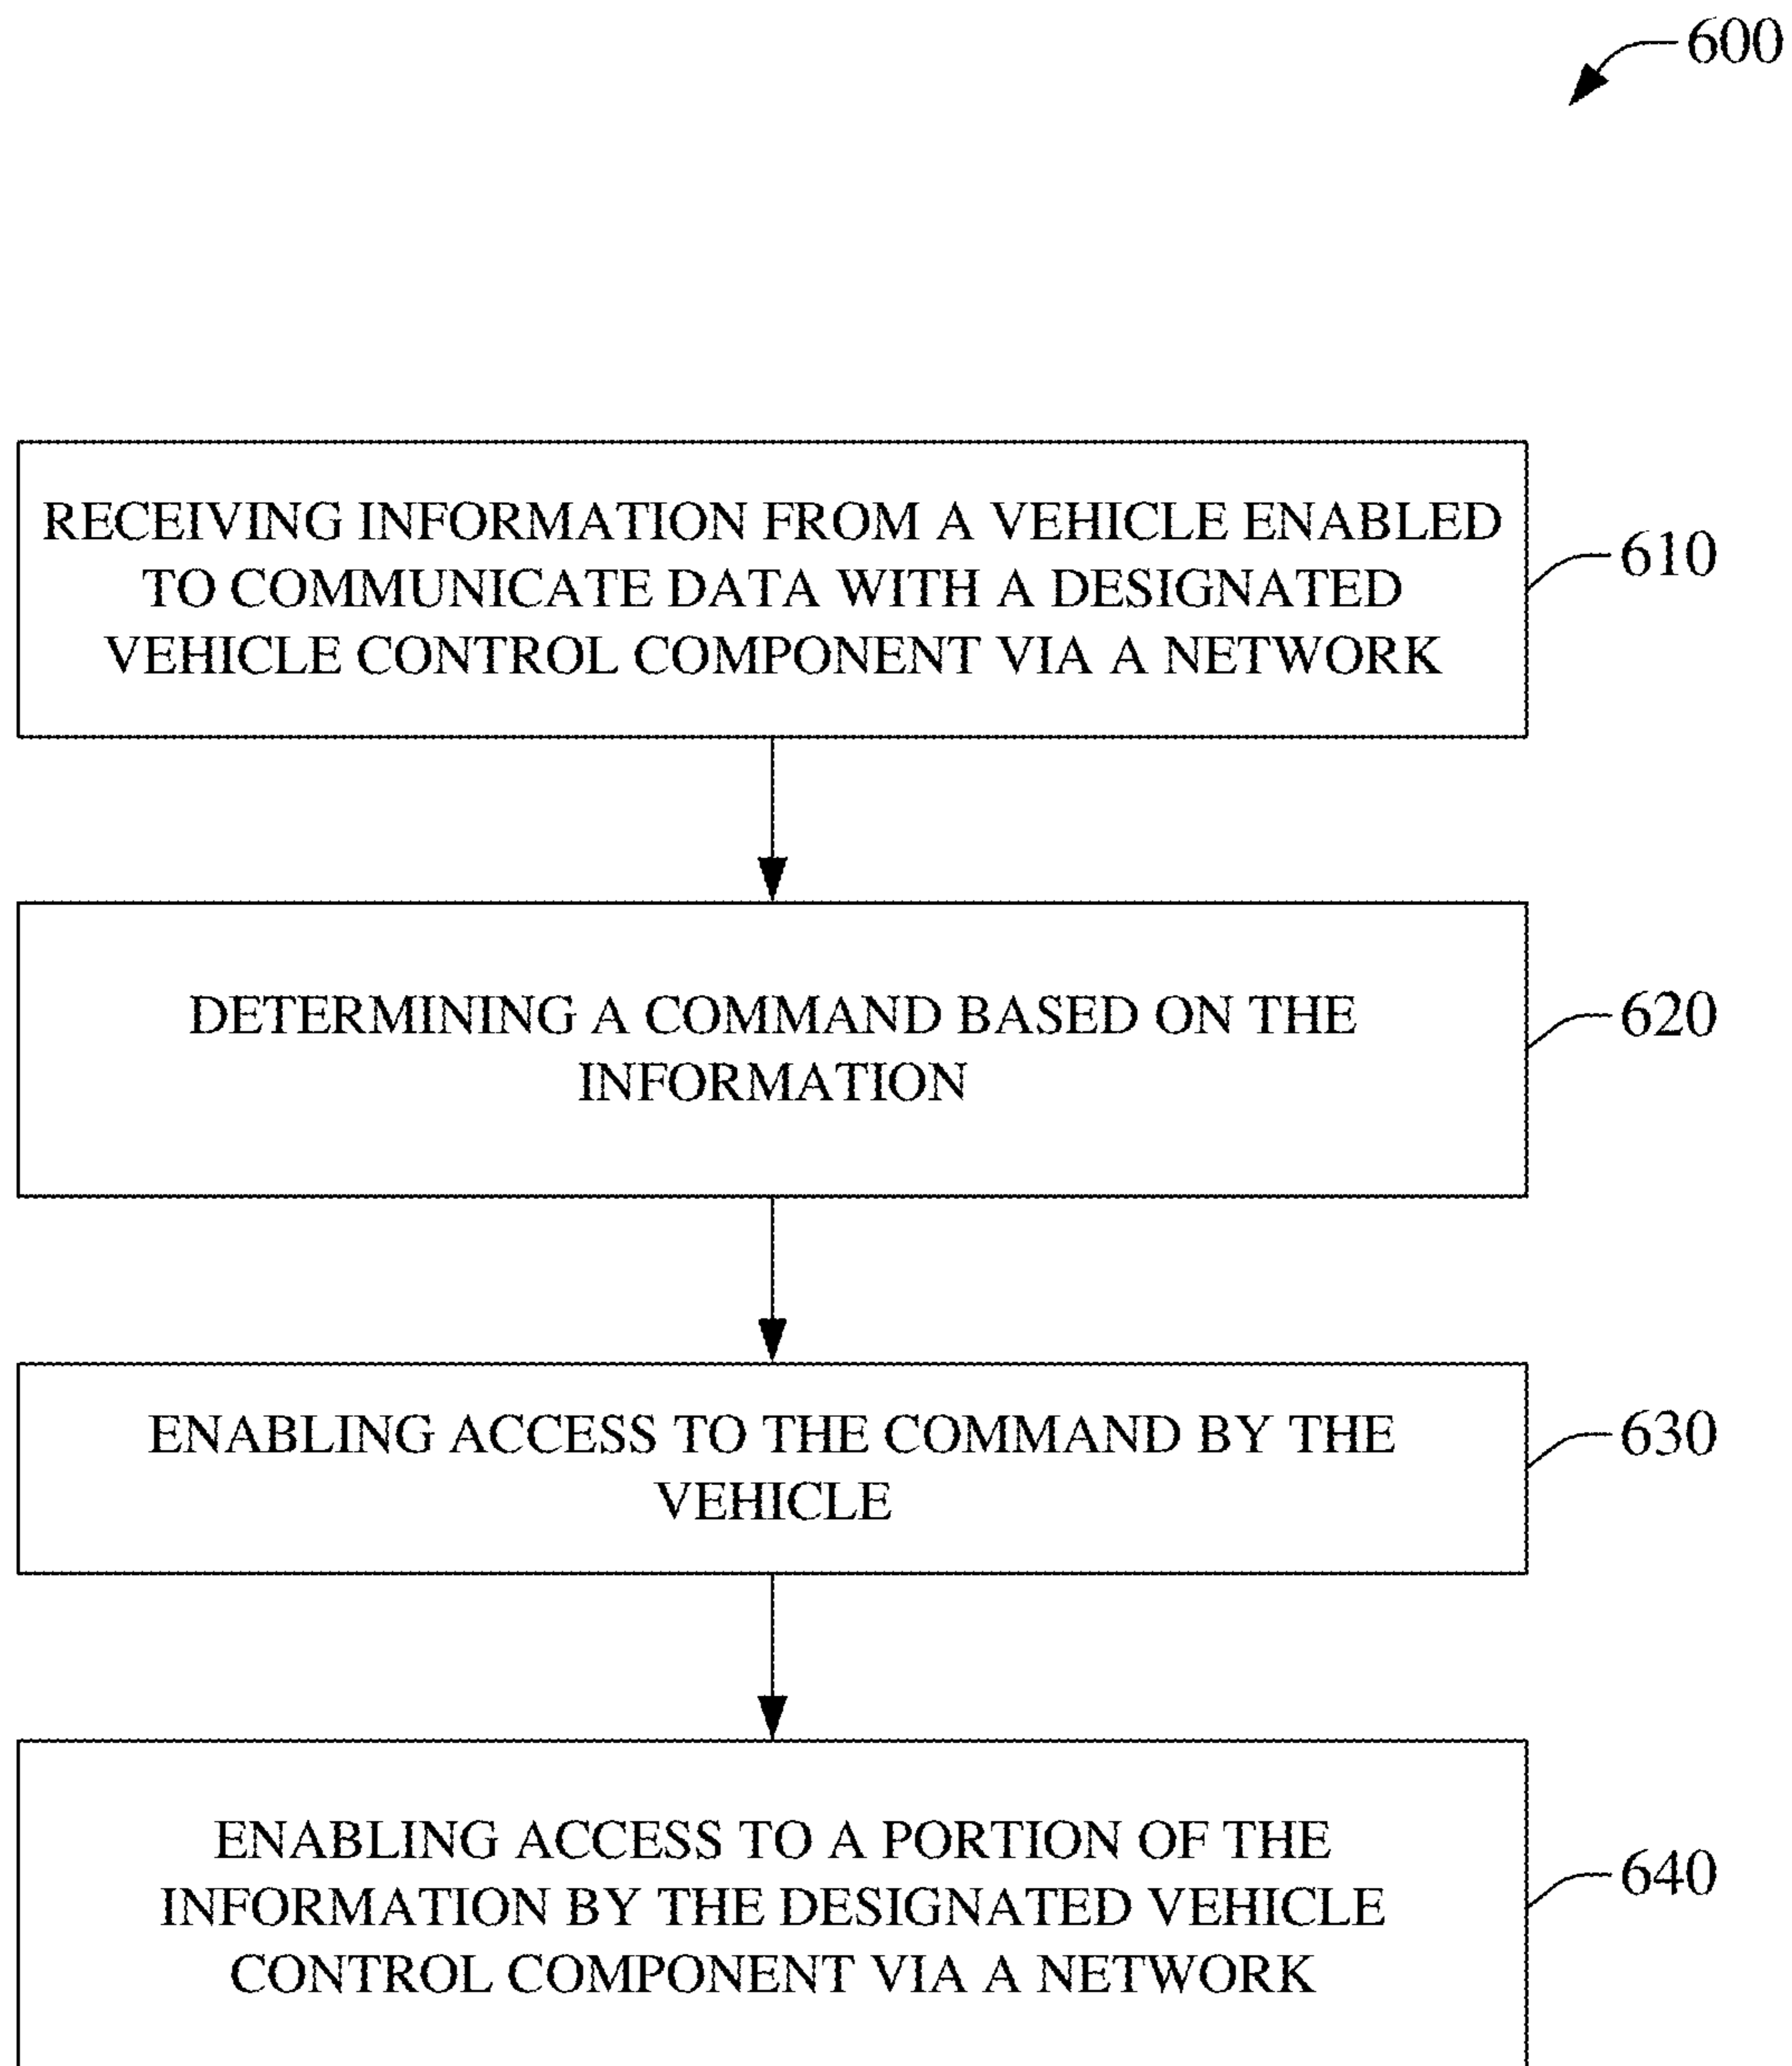 600
RECEIVING INFORMATION FROM A VEHICLE ENABLED
TO COMMUNICATE DATA WITH A DESIGNATED
VEHICLE CONTROL COMPONENT VIA A NETWORK
610
DETERMINING A COMMAND BASED ON THE
INFORMATION
620
ENABLING ACCESS TO THE COMMAND BY THE
VEHICLE
630
ENABLING ACCESS TO A PORTION OF THE
INFORMATION BY THE DESIGNATED VEHICLE
CONTROL COMPONENT VIA A NETWORK
640